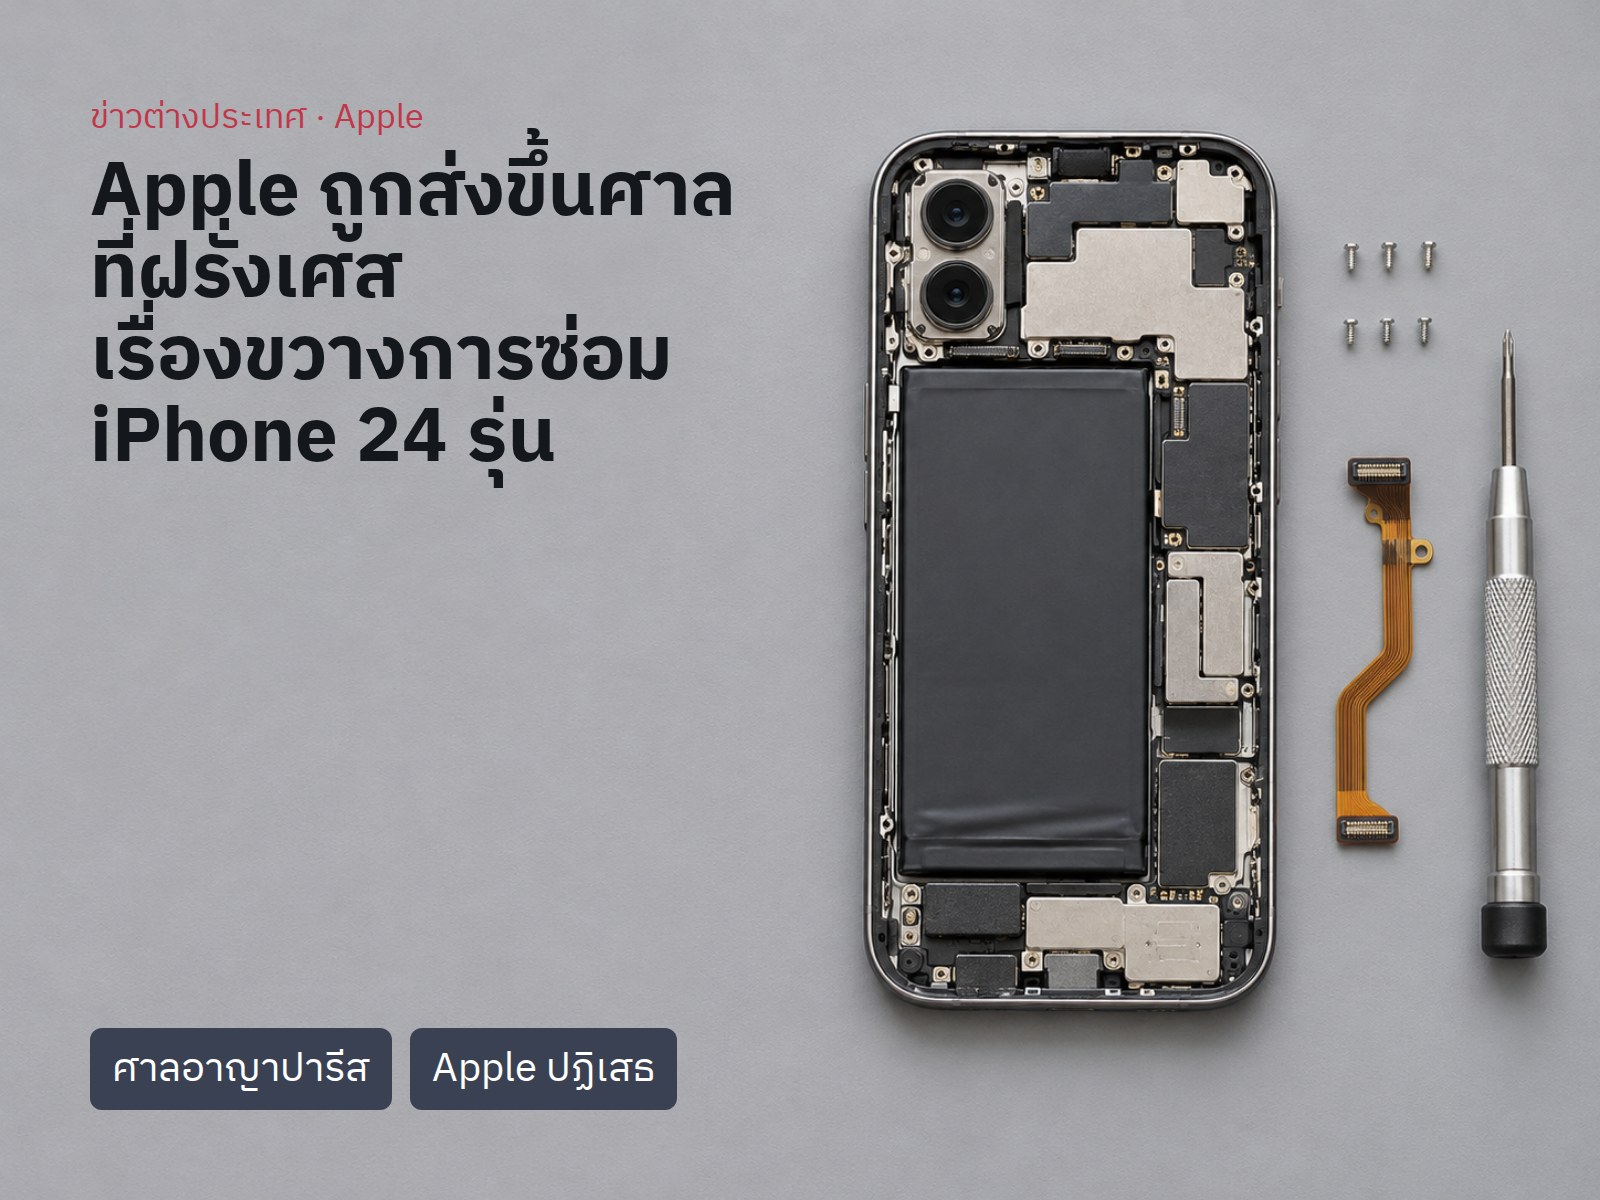 ข่าวต่างประเทศ · Apple
Apple ถูกส่งขึ้นศาล
ที่ฝรั่งเศส
เรื่องขวางการซ่อม
iPhone 24 รุ่น
ศาลอาญาปารีส
Apple ปฏิเสธ